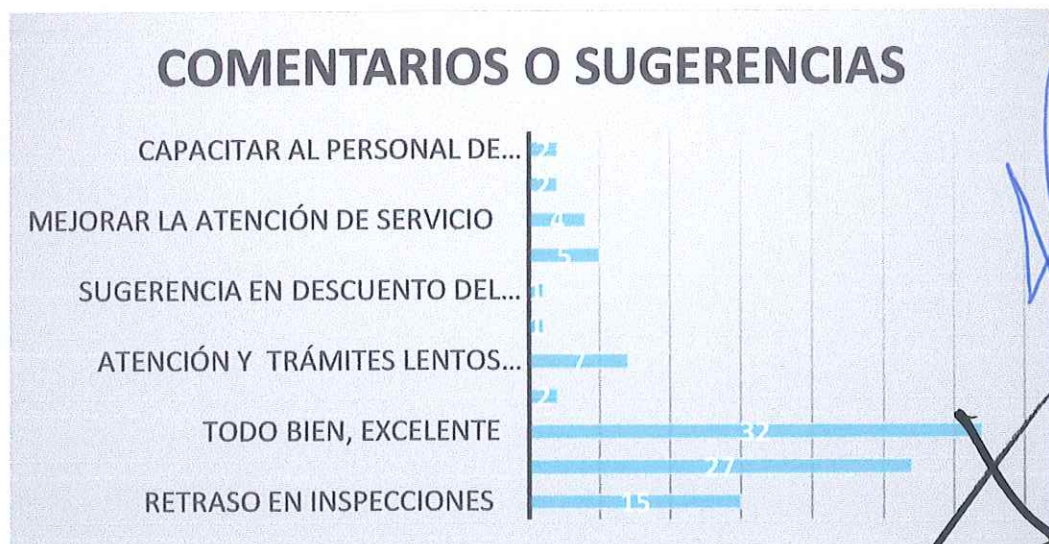 COMENTARIOS O SUGERENCIAS
CAPACITAR AL PERSONAL DE... 2
2
MEJORAR LA ATENCIÓN DE SERVICIO 4
5
SUGERENCIA EN DESCUENTO DEL... 1
1
ATENCIÓN Y TRÁMITES LENTOS... 7
2
TODO BIEN, EXCELENTE 32
27
RETRASO EN INSPECCIONES 15